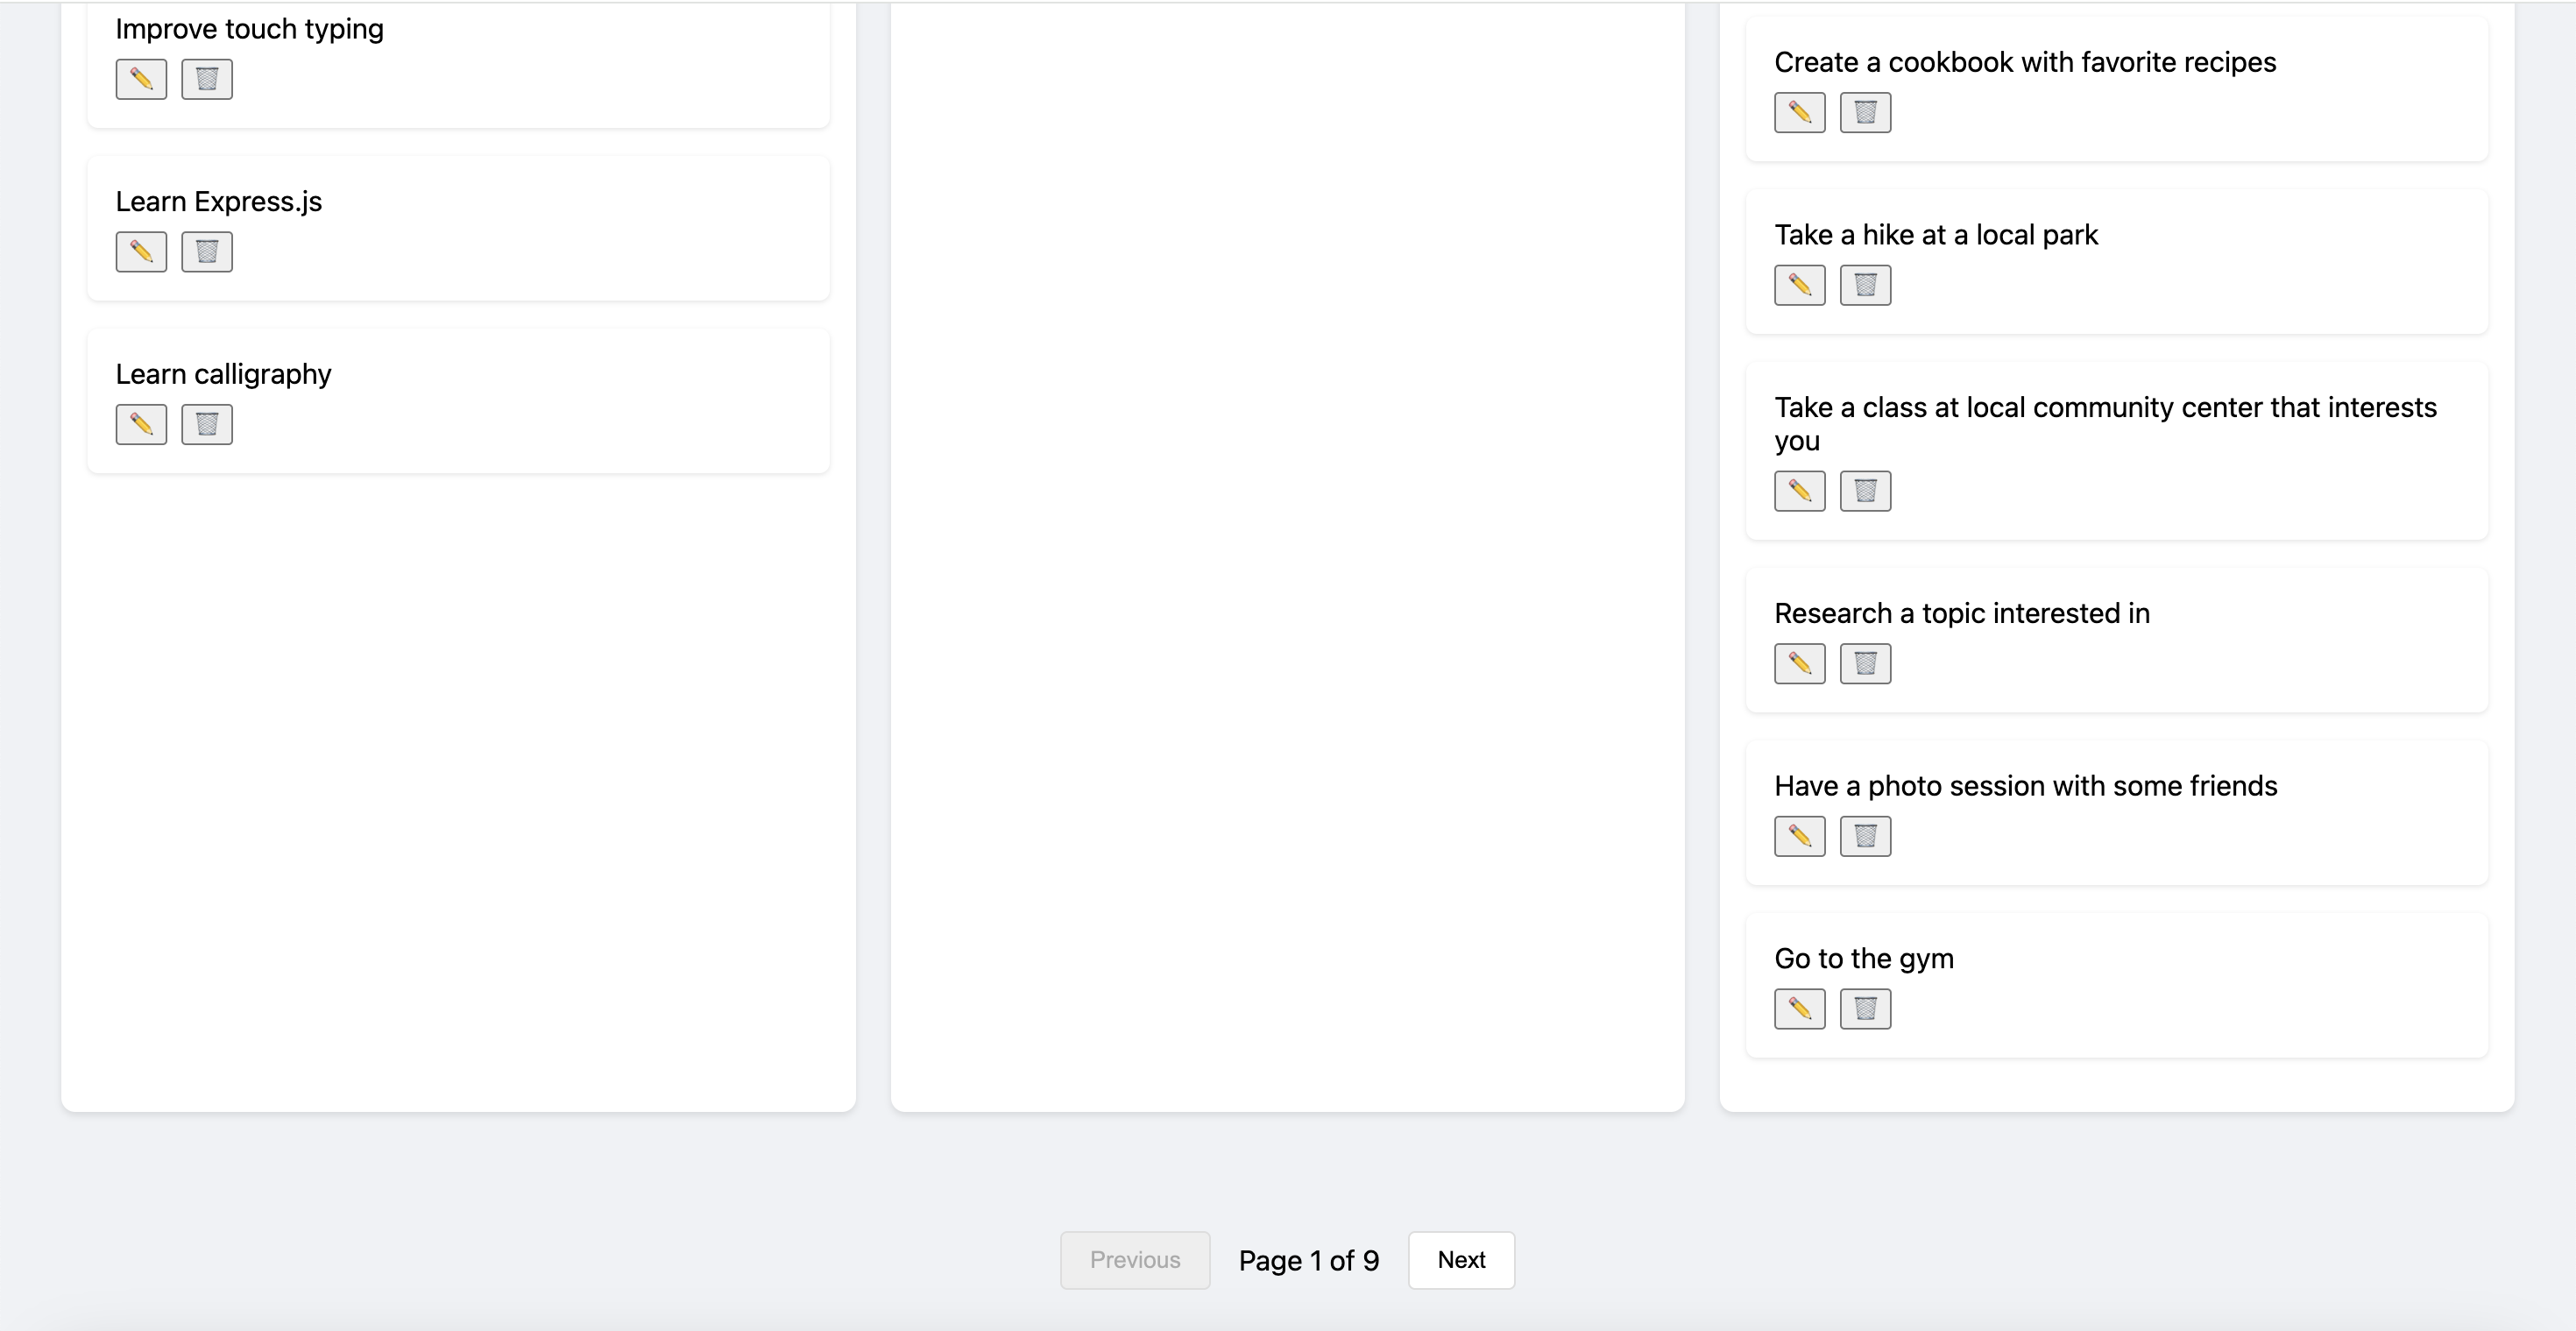 Improve touch typing
Learn Express.js
Learn calligraphy
Create a cookbook with favorite recipes
Take a hike at a local park
Take a class at local community center that interests
you
Research a topic interested in
Have a photo session with some friends
Go to the gym
Previous
Page 1 of 9
Next